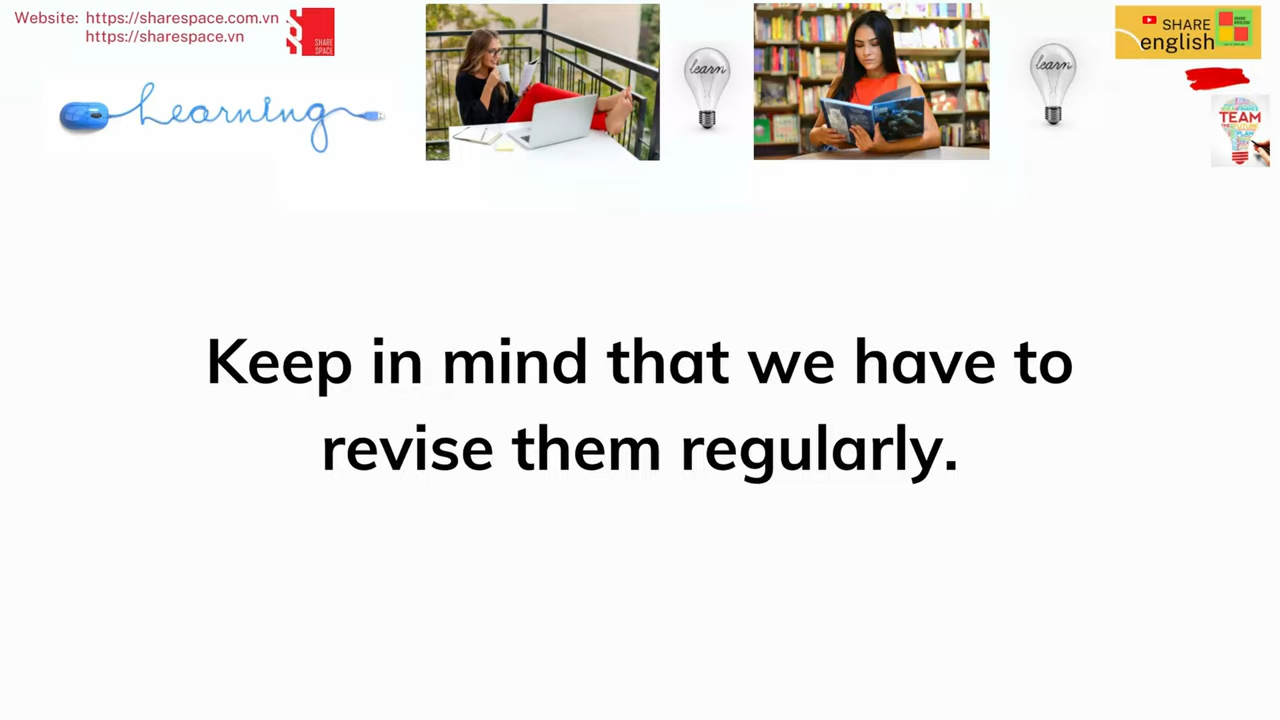 Website: https://sharespace.com.vn
https://sharespace.vn
SHARE
SPACE
Learning
learn
learn
SHARE
english
TEAM
PLAN
Keep in mind that we have to
revise them regularly.